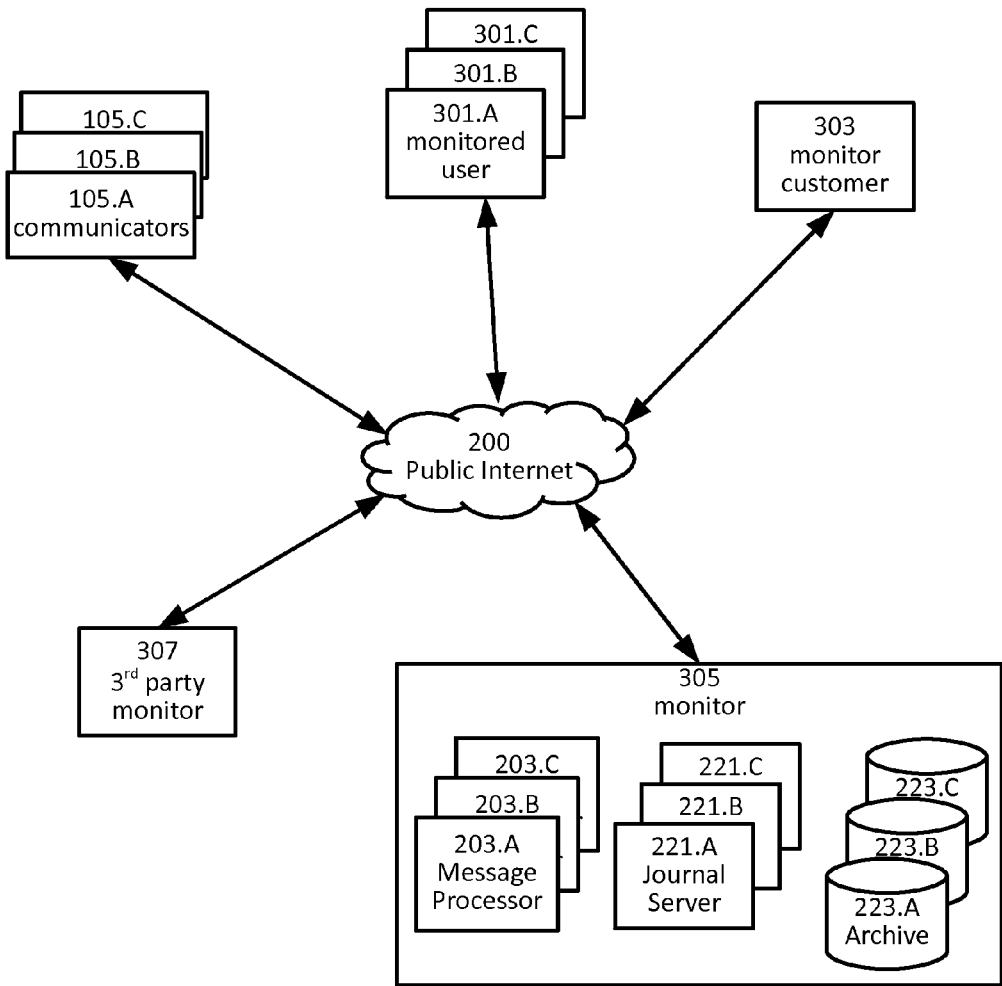 301.C
301.B
301.A
monitored
user
105.C
105.B
105.A
communicators
303
monitor
customer
200
Public Internet
307
3rd party
monitor
305
monitor
203.C
203.B
203.A
Message
Processor
221.C
221.B
221.A
Journal
Server
223.C
223.B
223.A
Archive